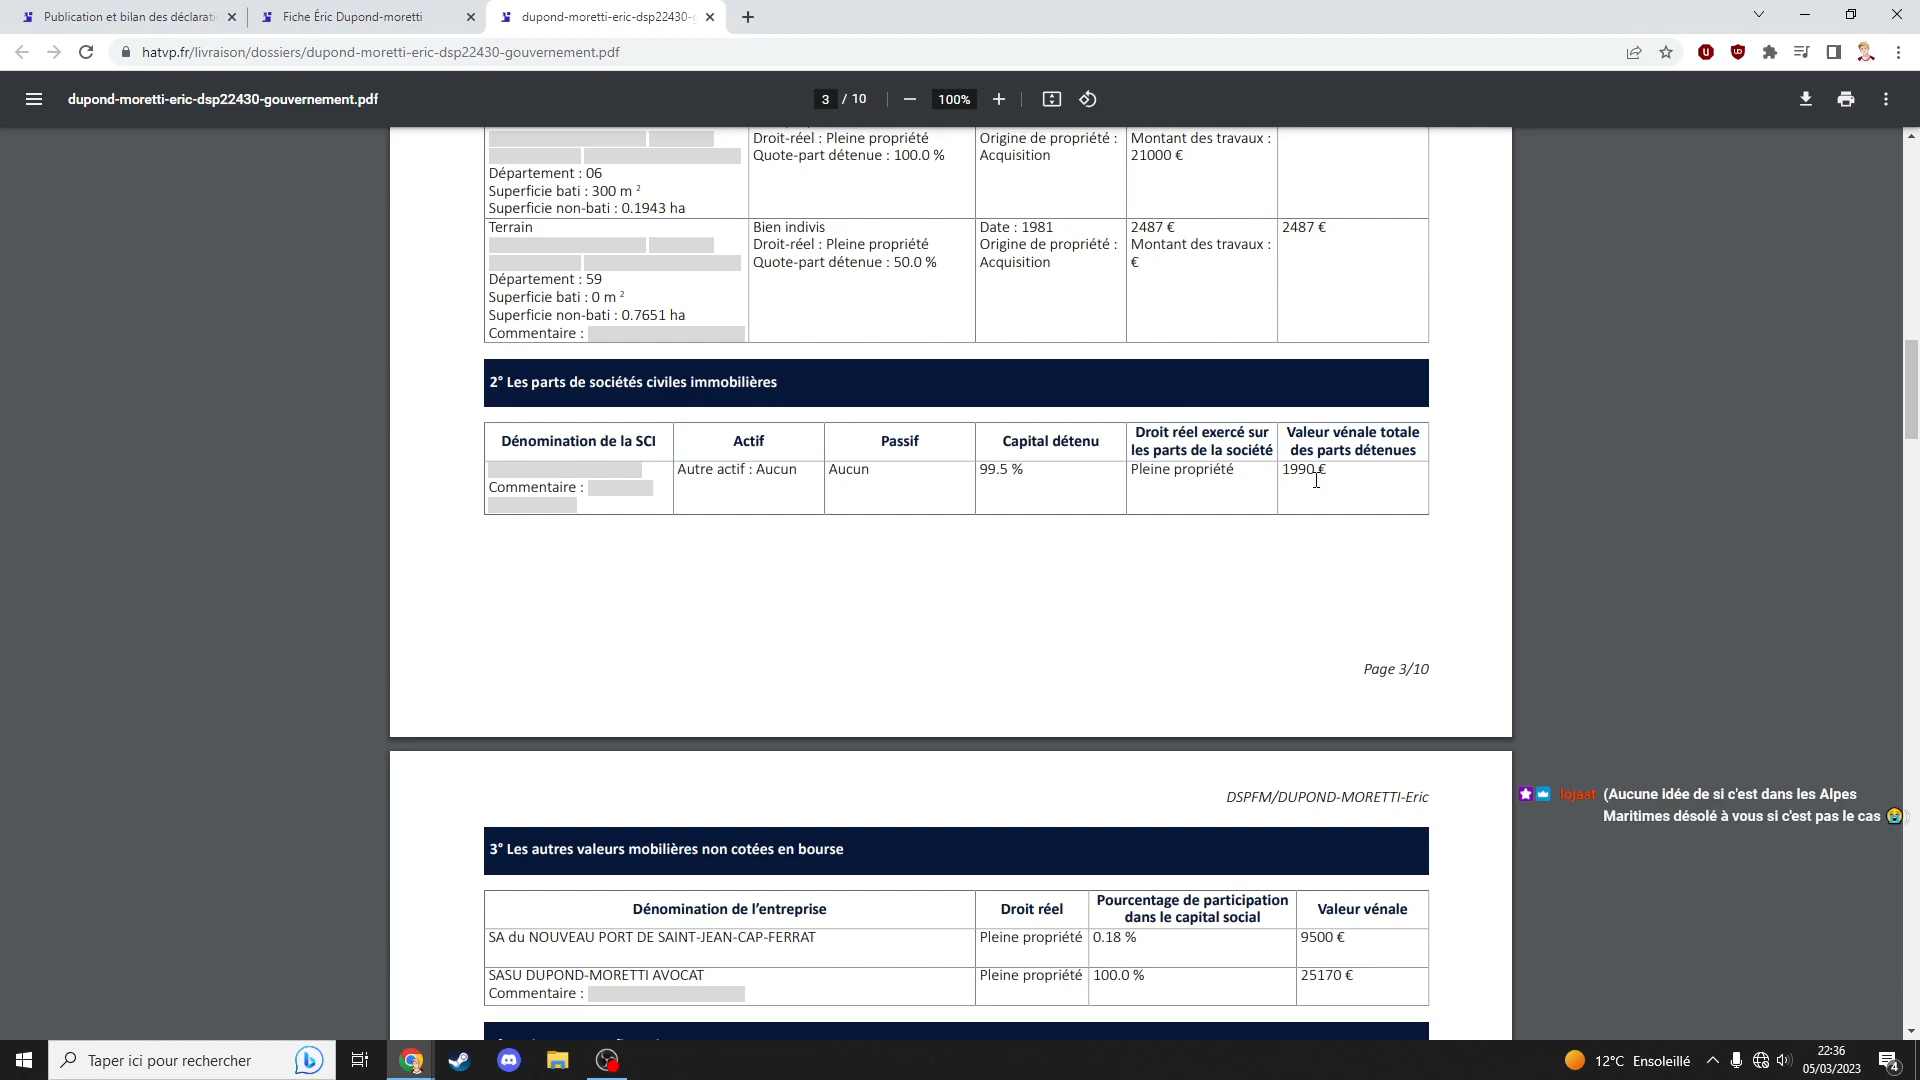 Publication et bilan des déclarati
Fiche Éric Dupond-moretti
dupond-moretti-eric-dsp22430-g
hatvp.fr/livraison/dossiers/dupond-moretti-eric-dsp22430-gouvernement.pdf
dupond-moretti-eric-dsp22430-gouvernement.pdf
3 / 10
100%
Droit-réel : Pleine propriété
Quote-part détenue : 100.0 %
Origine de propriété :
Acquisition
Montant des travaux :
21000 €
Département : 06
Superficie bati : 300 m ²
Superficie non-bati : 0.1943 ha
Terrain
Bien indivis
Droit-réel : Pleine propriété
Quote-part détenue : 50.0 %
Date : 1981
Origine de propriété :
Acquisition
2487 €
Montant des travaux :
€
2487 €
Département : 59
Superficie bati : 0 m ²
Superficie non-bati : 0.7651 ha
Commentaire :
2° Les parts de sociétés civiles immobilières
Dénomination de la SCI
Actif
Passif
Capital détenu
Droit réel exercé sur
les parts de la société
Valeur vénale totale
des parts détenues
Autre actif : Aucun
Aucun
99.5 %
Pleine propriété
1990 €
Commentaire :
Page 3/10
DSPFM/DUPOND-MORETTI-Eric
lojast (Aucune idée de si c'est dans les Alpes
Maritimes désolé à vous si c'est pas le cas 😭)
3° Les autres valeurs mobilières non cotées en bourse
Dénomination de l'entreprise
Droit réel
Pourcentage de participation
dans le capital social
Valeur vénale
SA du NOUVEAU PORT DE SAINT-JEAN-CAP-FERRAT
Pleine propriété
0.18 %
9500 €
SASU DUPOND-MORETTI AVOCAT
Pleine propriété
100.0 %
25170 €
Commentaire :
Taper ici pour rechercher
12°C Ensoleillé
22:36
05/03/2023
4